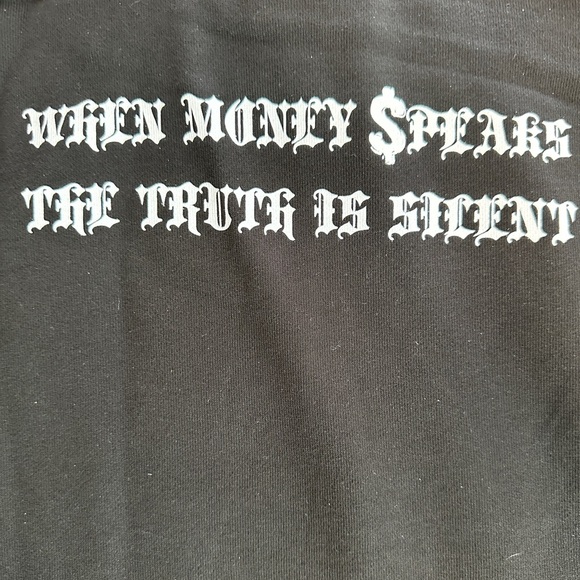 WHEN MONEY $PEAKS
THE TRUTH IS SILENT